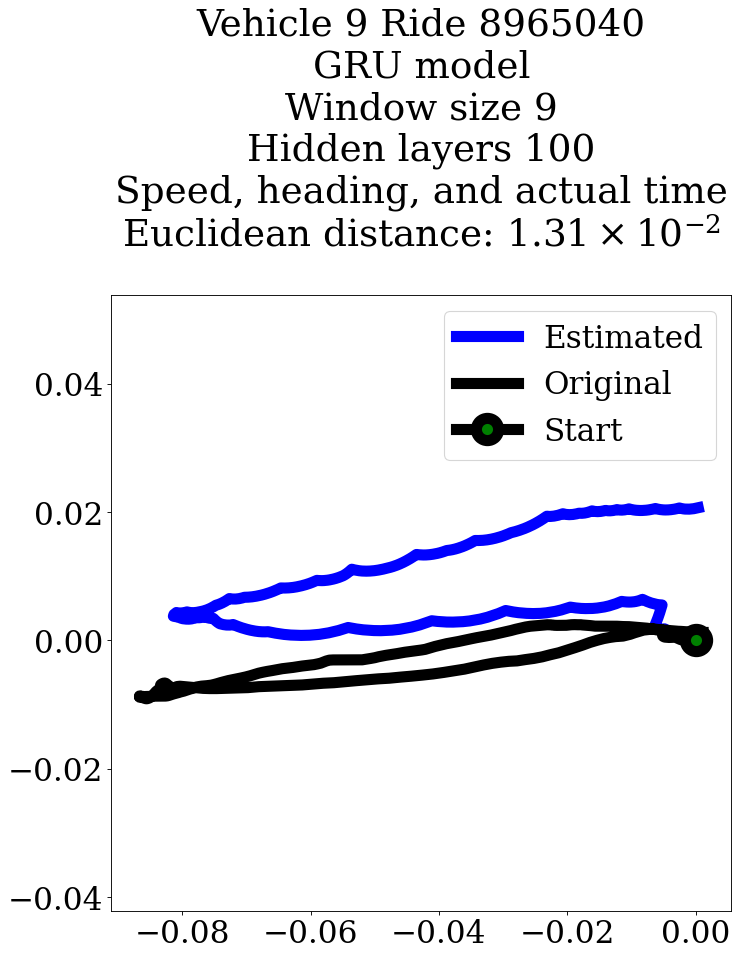 Vehicle 9 Ride 8965040
GRU model
Window size 9
Hidden layers 100
Speed, heading, and actual time
Euclidean distance: 1.31 × 10⁻²
Estimated
Original
Start
0.04
0.02
0.00
−0.02
−0.04
−0.08 −0.06 −0.04 −0.02 0.00